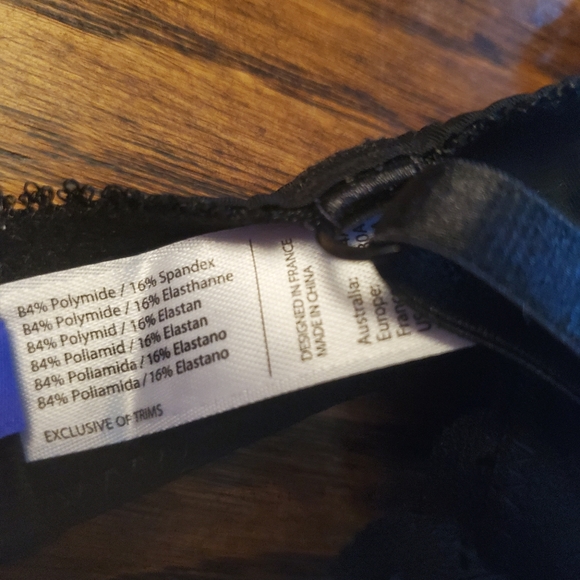 84% Polymide / 16% Spandex
84% Polymide / 16% Elasthanne
84% Polymid / 16% Elastan
84% Poliamid / 16% Elastan
84% Poliamida / 16% Elastano
84% Poliamida / 16% Elastano
EXCLUSIVE OF TRIMS
DESIGNED IN FRANCE
MADE IN CHINA
Australia:
Europe: